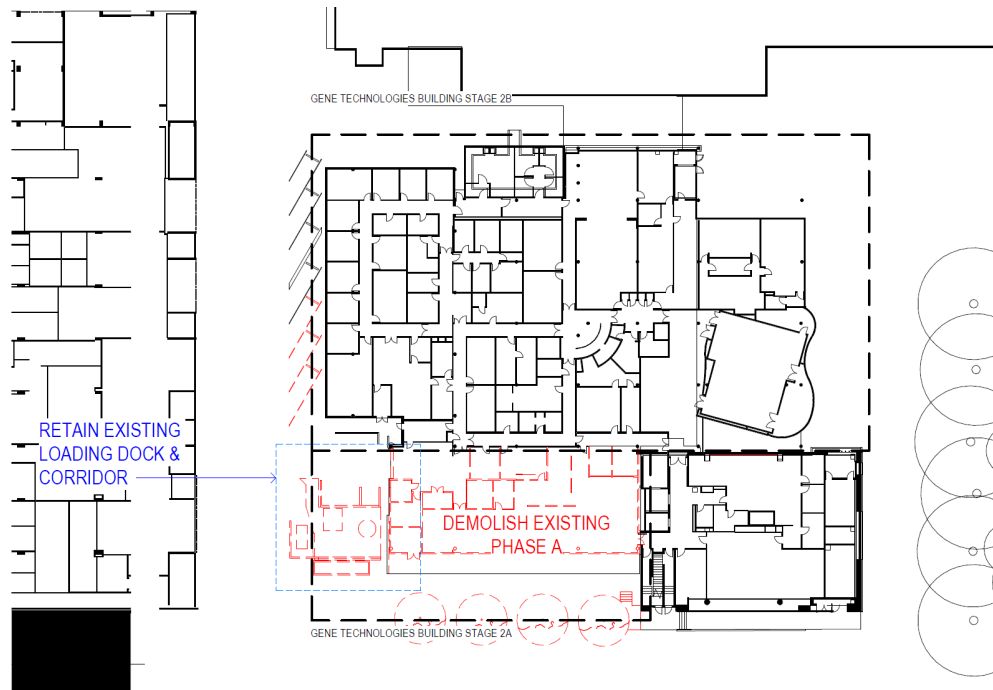 GENE TECHNOLOGIES BUILDING STAGE 2B
RETAIN EXISTING
LOADING DOCK &
CORRIDOR
DEMOLISH EXISTING
PHASE A
GENE TECHNOLOGIES BUILDING STAGE 2A